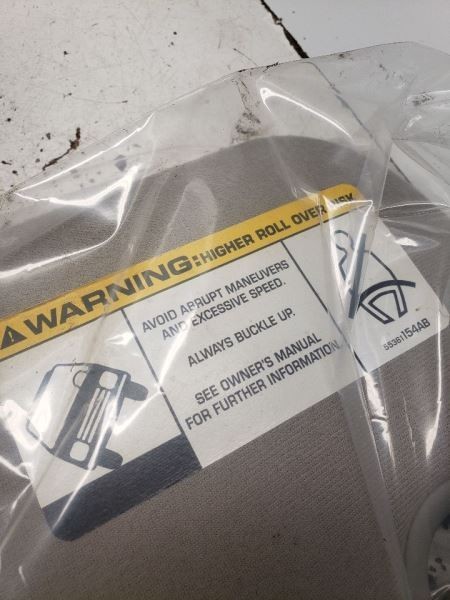 WARNING: HIGHER ROLL OVER RISK
AVOID ABRUPT MANEUVERS
AND EXCESSIVE SPEED.
ALWAYS BUCKLE UP.
SEE OWNER'S MANUAL
FOR FURTHER INFORMATION.
55361154AB